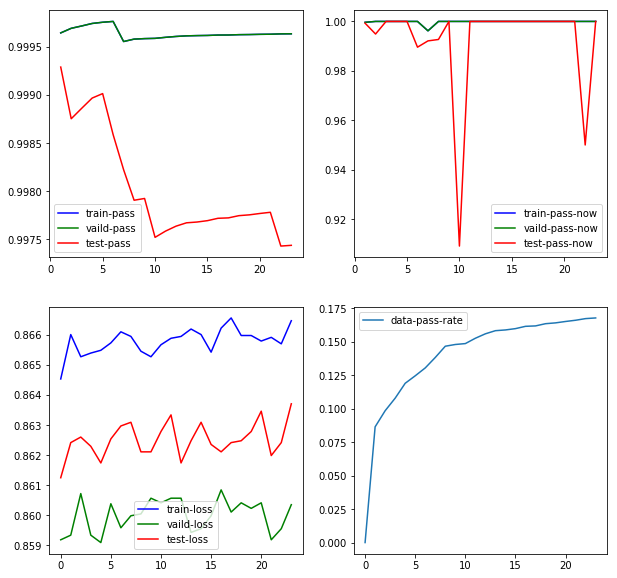 0.9995
0.9990
0.9985
0.9980
0.9975
train-pass
vaild-pass
test-pass
0 5 10 15 20
1.00
0.98
0.96
0.94
0.92
train-pass-now
vaild-pass-now
test-pass-now
0 5 10 15 20
0.866
0.865
0.864
0.863
0.862
0.861
0.860
0.859
train-loss
vaild-loss
test-loss
0 5 10 15 20
0.175
0.150
0.125
0.100
0.075
0.050
0.025
0.000
data-pass-rate
0 5 10 15 20